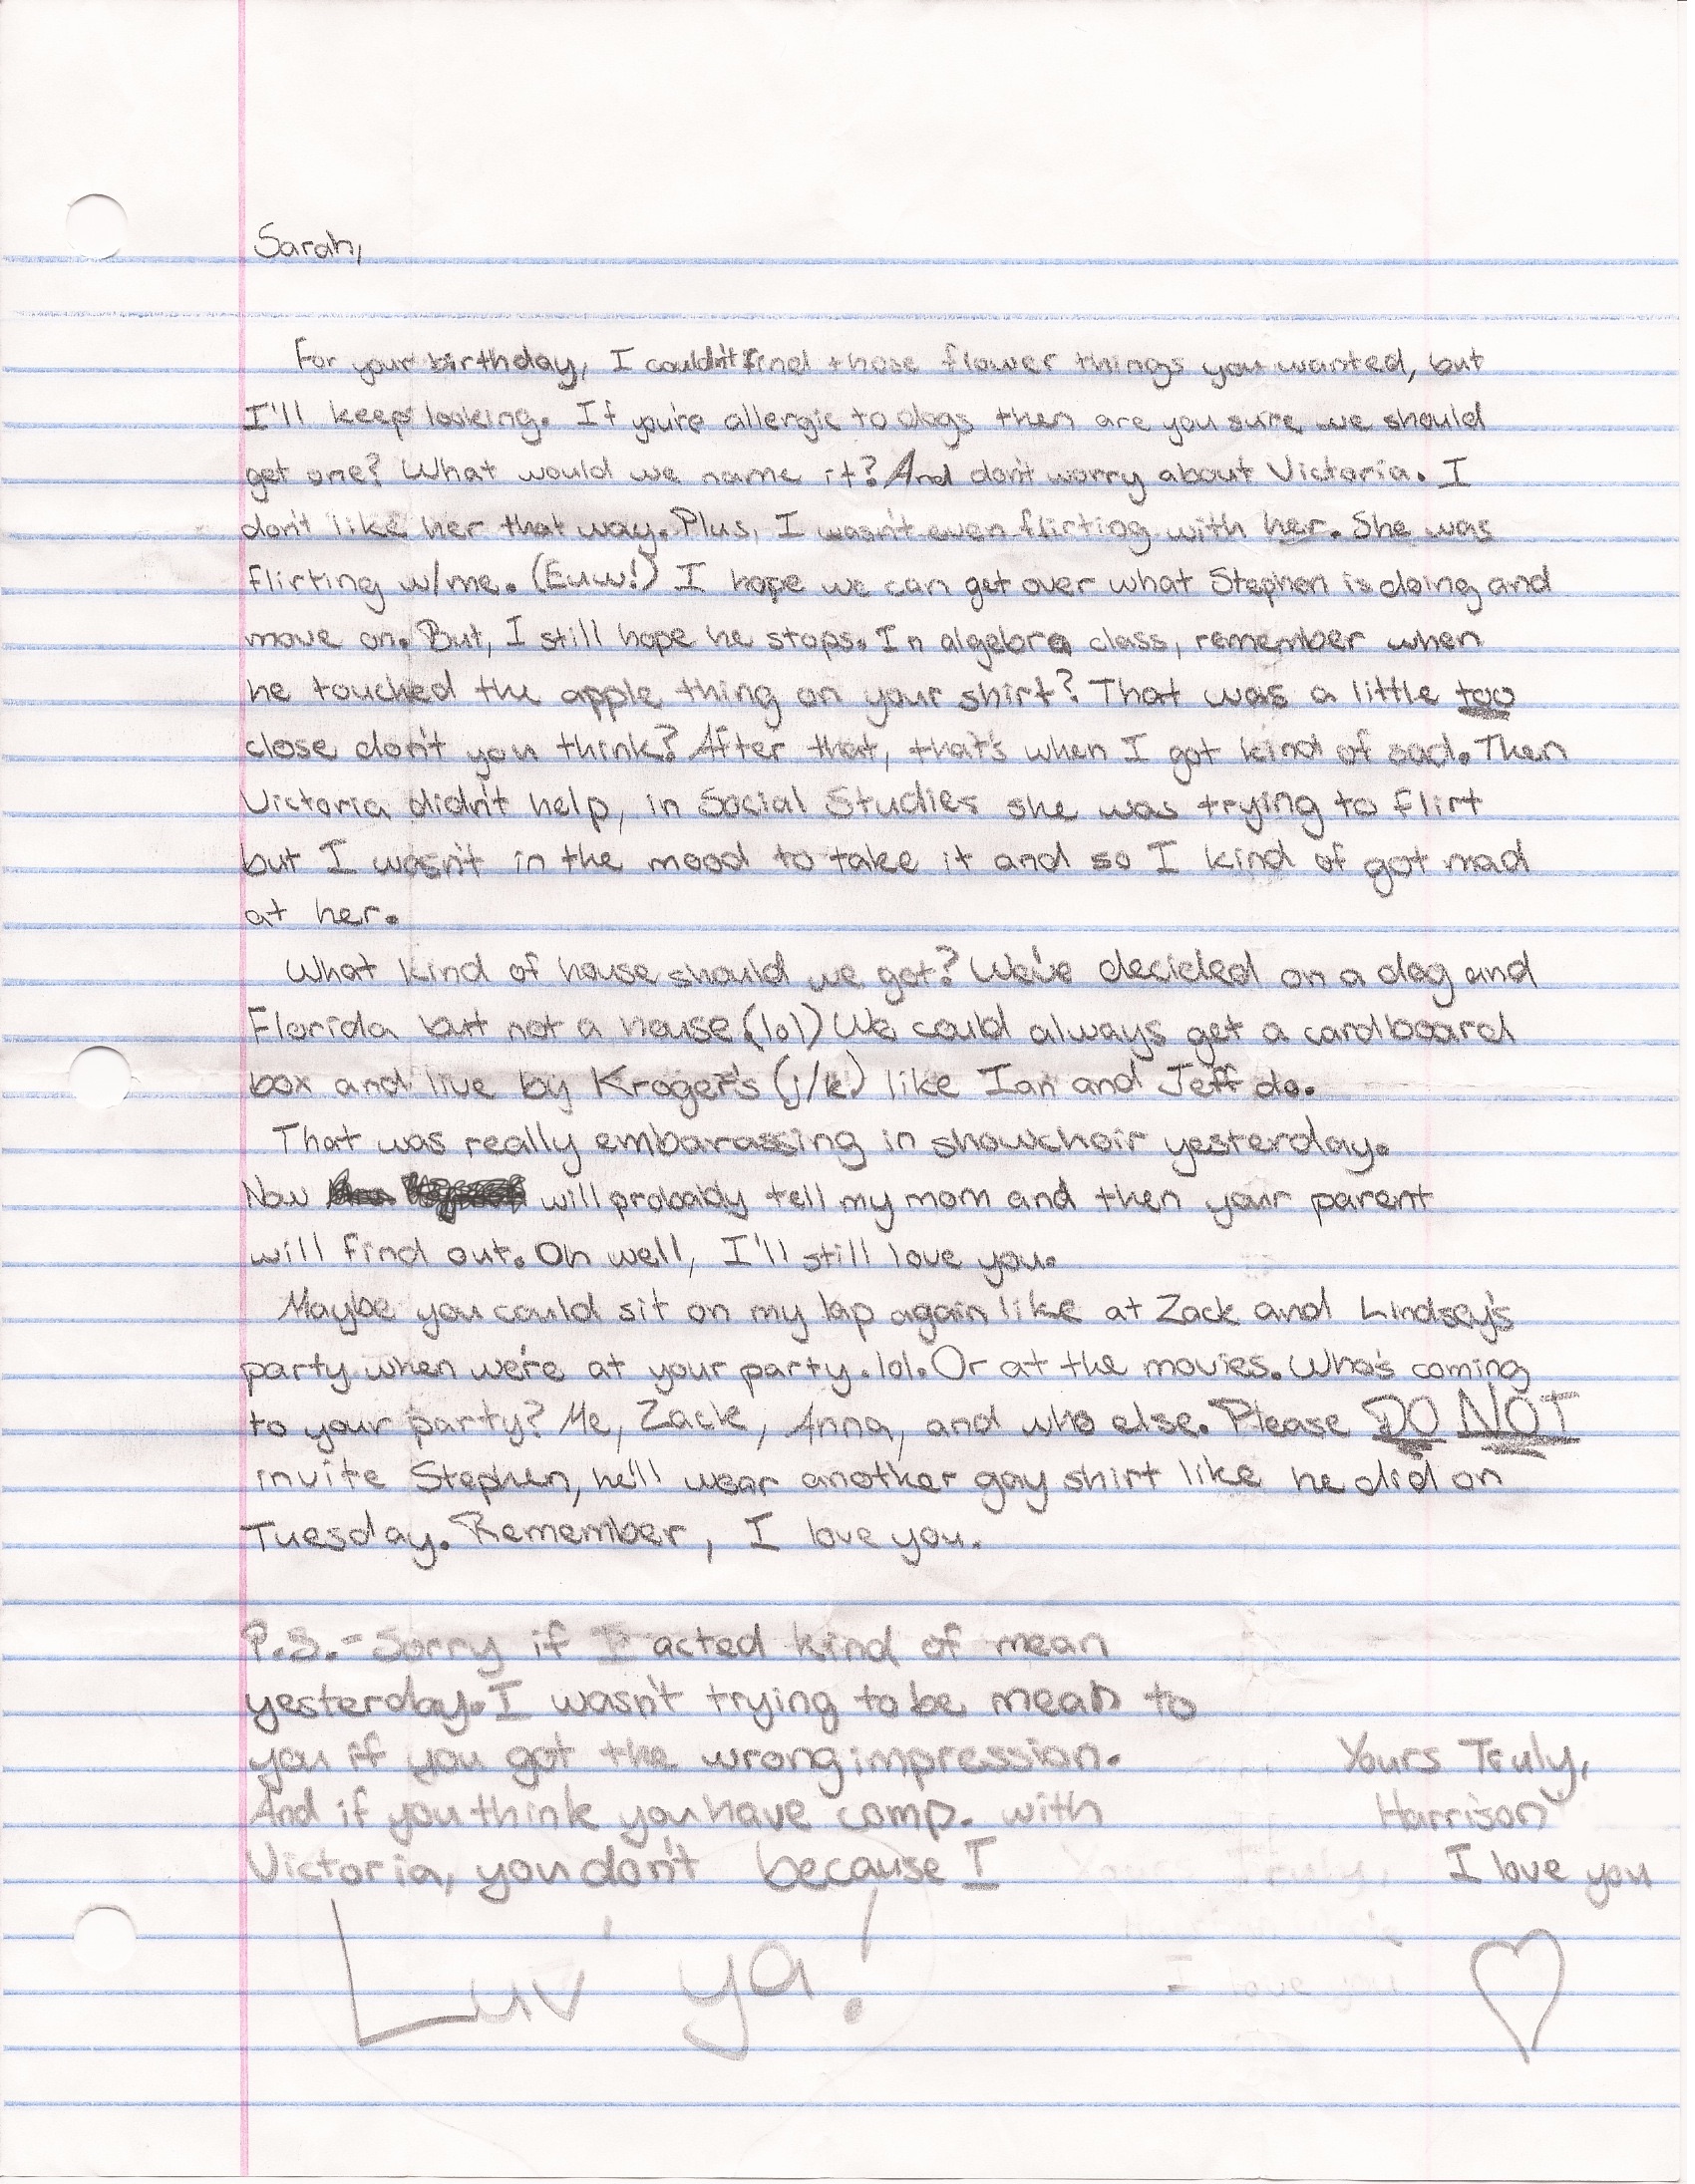 Sarah,
For your birthday, I couldn't find those flower things you wanted, but
I'll keep looking. If you're allergic to dogs then are you sure we should
get one? What would we name it? And don't worry about Victoria. I
don't like her that way. Plus, I wasn't even flirting with her. She was
flirting w/me. (Euw!) I hope we can get over what Stephen is doing and
move on. But, I still hope he stops. In algebra class, remember when
he touched the apple thing on your shirt? That was a little too
close don't you think? After that, that's when I got kind of sad. Then
Victoria didn't help, in Social Studies she was trying to flirt
but I wasn't in the mood to take it and so I kind of got mad
at her.
What kind of house should we get? We've decided on a dog and
Florida but not a house (lol) We could always get a cardboard
box and live by Kroger's (j/k) like Ian and Jeff do.
That was really embarassing in showchoir yesterday.
Now will probably tell my mom and then your parent
will find out. Oh well, I'll still love you.
Maybe you could sit on my lap again like at Zack and Lindsey's
party when we're at your party. lol. Or at the movies. Who's coming
to your party? Me, Zack, Anna, and who else. Please DO NOT
invite Stephen, he'll wear another gay shirt like he did on
Tuesday. Remember, I love you.
P.S.-Sorry if I acted kind of mean
yesterday. I wasn't trying to be mean to
you if you got the wrong impression.
And if you think you have comp. with
Victoria, you don't because I
Luv' ya!
Yours Truly,
Harrison
I love you